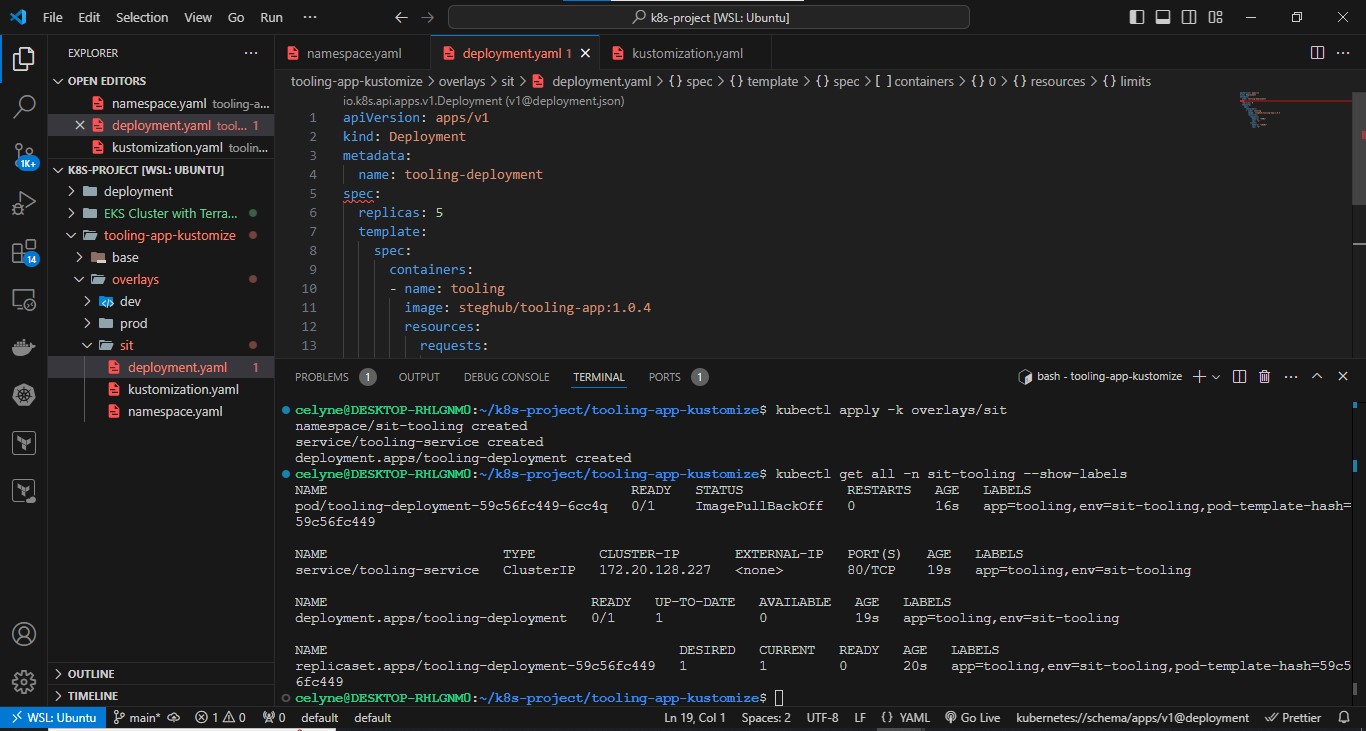 File Edit Selection View Go Run ··· k8s-project [WSL: Ubuntu]
EXPLORER ···
OPEN EDITORS
namespace.yaml tooling-a...
deployment.yaml tool... 1
kustomization.yaml toolin...
K8S-PROJECT [WSL: UBUNTU]
deployment
EKS Cluster with Terra...
tooling-app-kustomize
base
overlays
dev
prod
sit
deployment.yaml 1
kustomization.yaml
namespace.yaml
OUTLINE
TIMELINE
1K+
14
namespace.yaml deployment.yaml 1 kustomization.yaml
tooling-app-kustomize > overlays > sit > deployment.yaml > {} spec > {} template > {} spec > [ ] containers > {} 0 > {} resources > {} limits
io.k8s.api.apps.v1.Deployment (v1@deployment.json)
1 apiVersion: apps/v1
2 kind: Deployment
3 metadata:
4 name: tooling-deployment
5 spec:
6 replicas: 5
7 template:
8 spec:
9 containers:
10 - name: tooling
11 image: steghub/tooling-app:1.0.4
12 resources:
13 requests:
PROBLEMS 1 OUTPUT DEBUG CONSOLE TERMINAL PORTS 1 bash - tooling-app-kustomize
celyne@DESKTOP-RHLGNM0:~/k8s-project/tooling-app-kustomize$ kubectl apply -k overlays/sit
namespace/sit-tooling created
service/tooling-service created
deployment.apps/tooling-deployment created
celyne@DESKTOP-RHLGNM0:~/k8s-project/tooling-app-kustomize$ kubectl get all -n sit-tooling --show-labels
NAME READY STATUS RESTARTS AGE LABELS
pod/tooling-deployment-59c56fc449-6cc4q 0/1 ImagePullBackOff 0 16s app=tooling,env=sit-tooling,pod-template-hash=
59c56fc449
NAME TYPE CLUSTER-IP EXTERNAL-IP PORT(S) AGE LABELS
service/tooling-service ClusterIP 172.20.128.227 <none> 80/TCP 19s app=tooling,env=sit-tooling
NAME READY UP-TO-DATE AVAILABLE AGE LABELS
deployment.apps/tooling-deployment 0/1 1 0 19s app=tooling,env=sit-tooling
NAME DESIRED CURRENT READY AGE LABELS
replicaset.apps/tooling-deployment-59c56fc449 1 1 0 20s app=tooling,env=sit-tooling,pod-template-hash=59c5
6fc449
celyne@DESKTOP-RHLGNM0:~/k8s-project/tooling-app-kustomize$
WSL: Ubuntu main* 1 0 0 default default Ln 19, Col 1 Spaces: 2 UTF-8 LF {} YAML Go Live kubernetes://schema/apps/v1@deployment Prettier